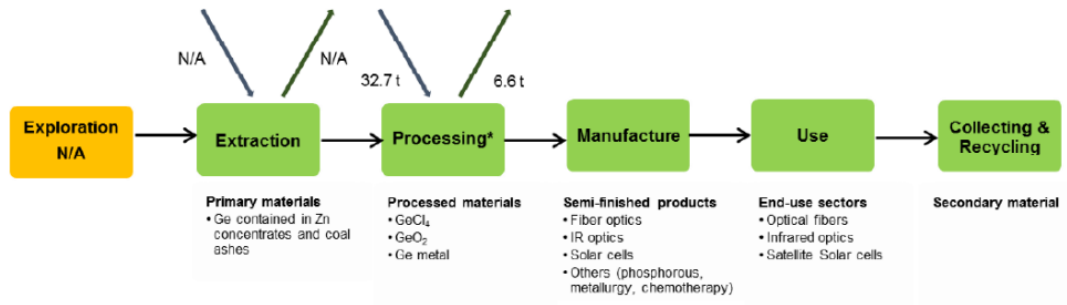 N/A
N/A
32.7 t
6.6 t
Exploration
N/A
Extraction
Processing*
Manufacture
Use
Collecting &
Recycling
Primary materials
• Ge contained in Zn
concentrates and coal
ashes
Processed materials
• GeCl₄
• GeO₂
• Ge metal
Semi-finished products
• Fiber optics
• IR optics
• Solar cells
• Others (phosphorous,
metallurgy, chemotherapy)
End-use sectors
• Optical fibers
• Infrared optics
• Satellite Solar cells
Secondary material